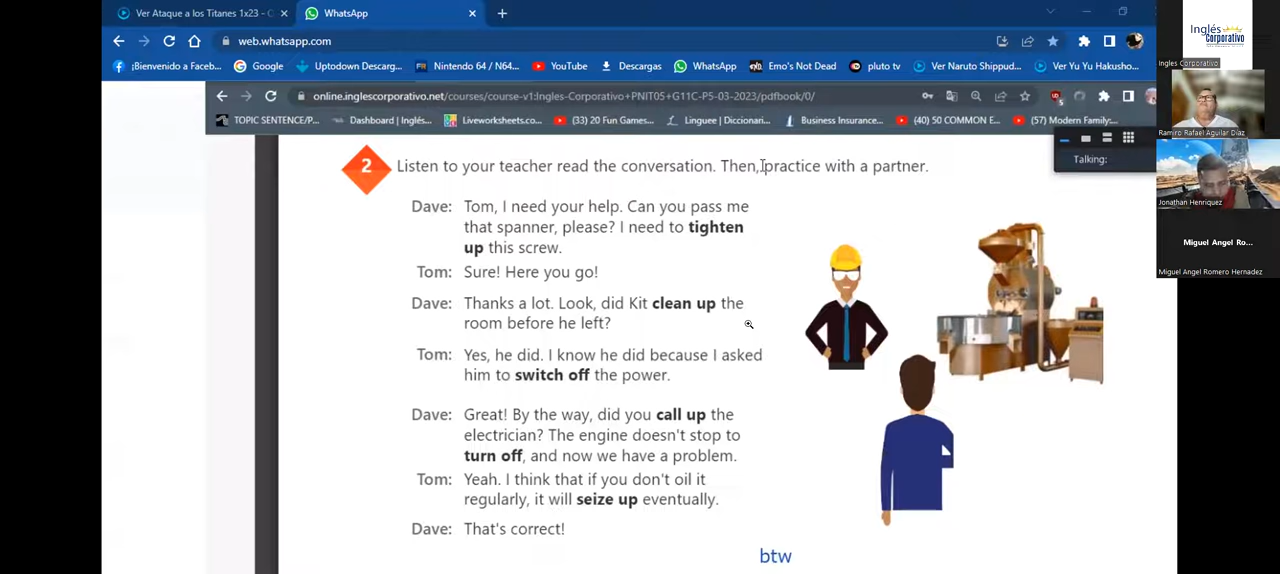 Ver Ataque a los Titanes 1x23 - C
WhatsApp
web.whatsapp.com
¡Bienvenido a Faceb...
Google
Uptodown Descarg...
Nintendo 64 / N64...
YouTube
Descargas
WhatsApp
Emo's Not Dead
pluto tv
Ver Naruto Shippud...
Ver Yu Yu Hakusho...
online.inglescorporativo.net/courses/course-v1:Ingles-Corporativo+PNIT05+G11C-P5-03-2023/pdfbook/0/
TOPIC SENTENCE/P...
Dashboard | Inglés...
Liveworksheets.co...
(33) 20 Fun Games...
Linguee | Diccionari...
Business Insurance...
(40) 50 COMMON E...
(57) Modern Family:...
Talking:
2
Listen to your teacher read the conversation. Then, practice with a partner.
Dave: Tom, I need your help. Can you pass me
that spanner, please? I need to tighten
up this screw.
Tom: Sure! Here you go!
Dave: Thanks a lot. Look, did Kit clean up the
room before he left?
Tom: Yes, he did. I know he did because I asked
him to switch off the power.
Dave: Great! By the way, did you call up the
electrician? The engine doesn't stop to
turn off, and now we have a problem.
Tom: Yeah. I think that if you don't oil it
regularly, it will seize up eventually.
Dave: That's correct!
btw
Inglés
Corporativo
Ingles Corporativo
Ramiro Rafael Aguilar Diaz
Jonathan Henriquez
Miguel Angel Ro...
Miguel Angel Romero Hernadez